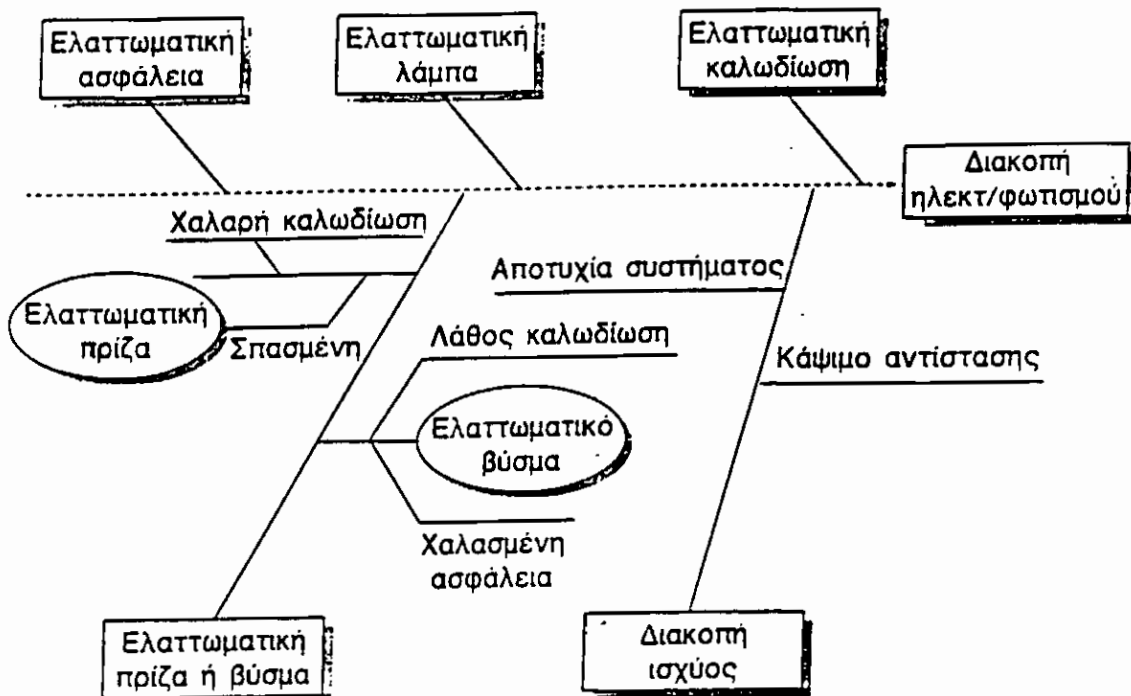 Ελαττωματική
ασφάλεια
Ελαττωματική
λάμπα
Ελαττωματική
καλωδίωση
Διακοπή
ηλεκτ/φωτισμού
Χαλαρή καλωδίωση
Αποτυχία συστήματος
Ελαττωματική
πρίζα
Σπασμένη
Λάθος καλωδίωση
Κάψιμο αντίστασης
Ελαττωματικό
βύσμα
Χαλασμένη
ασφάλεια
Ελαττωματική
πρίζα ή βύσμα
Διακοπή
ισχύος